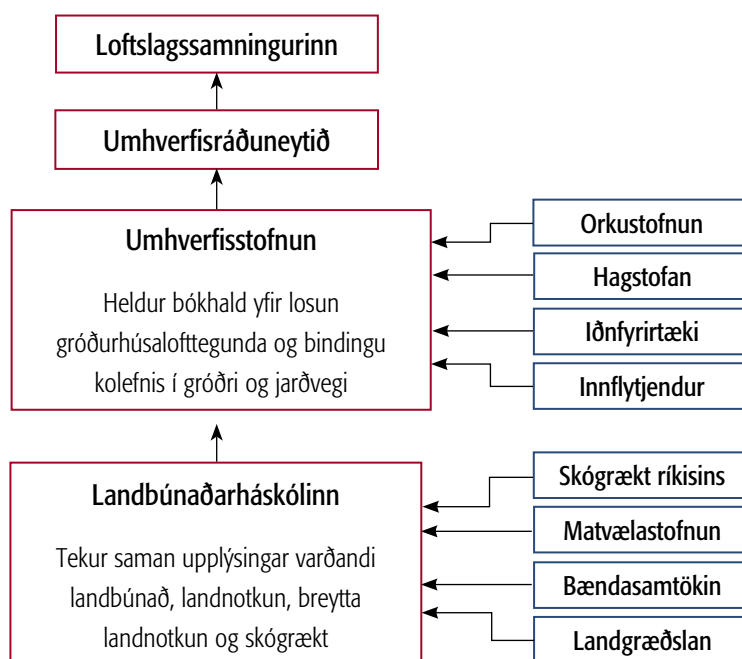 Loftslagssamningurinn
Umhverfisráðuneytið
Umhverfisstofnun
Heldur bókhald yfir losun
gróðurhúsalofttegunda og bindingu
kolefnis í gróðri og jarðvegi
Orkustofnun
Hagstofan
Iðnfyrirtæki
Innflytjendur
Landbúnaðarháskólinn
Tekur saman upplýsingar varðandi
landbúnað, landnotkun, breytta
landnotkun og skógrækt
Skógrækt ríkisins
Matvælastofnun
Bændasamtökin
Landgræðslan